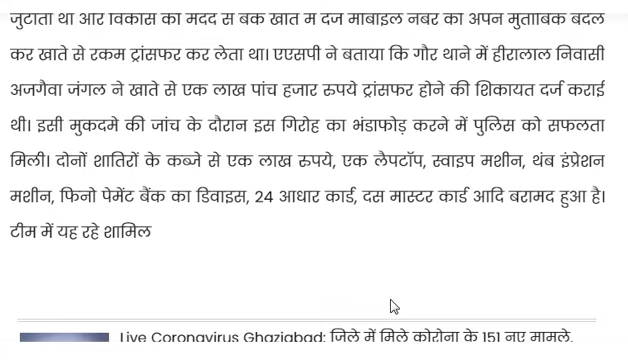 जुटाता था और विकास की मदद से बैंक खाते में दर्ज मोबाइल नंबर को अपने मुताबिक बदल
कर खाते से रकम ट्रांसफर कर लेता था। एएसपी ने बताया कि गौर थाने में हीरालाल निवासी
अजगैवा जंगल ने खाते से एक लाख पांच हजार रुपये ट्रांसफर होने की शिकायत दर्ज कराई
थी। इसी मुकदमे की जांच के दौरान इस गिरोह का भंडाफोड़ करने में पुलिस को सफलता
मिली। दोनों शातिरों के कब्जे से एक लाख रुपये, एक लैपटॉप, स्वाइप मशीन, थंब इंप्रेशन
मशीन, फिनो पेमेंट बैंक का डिवाइस, 24 आधार कार्ड, दस मास्टर कार्ड आदि बरामद हुआ है।
टीम में यह रहे शामिल
Live Coronavirus Ghaziabad: जिले में मिले कोरोना के 151 नए मामले,